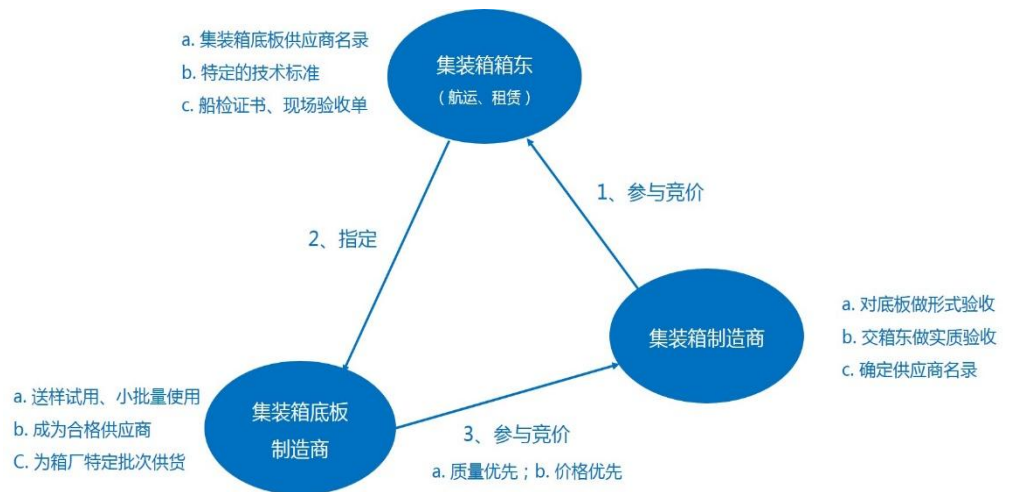 a. 集装箱底板供应商名录
b. 特定的技术标准
c. 船检证书、现场验收单
集装箱箱东
（航运、租赁）
1、参与竞价
2、指定
集装箱制造商
a. 对底板做形式验收
b. 交箱东做实质验收
c. 确定供应商名录
a. 送样试用、小批量使用
b. 成为合格供应商
C. 为箱厂特定批次供货
集装箱底板
制造商
3、参与竞价
a. 质量优先；b. 价格优先